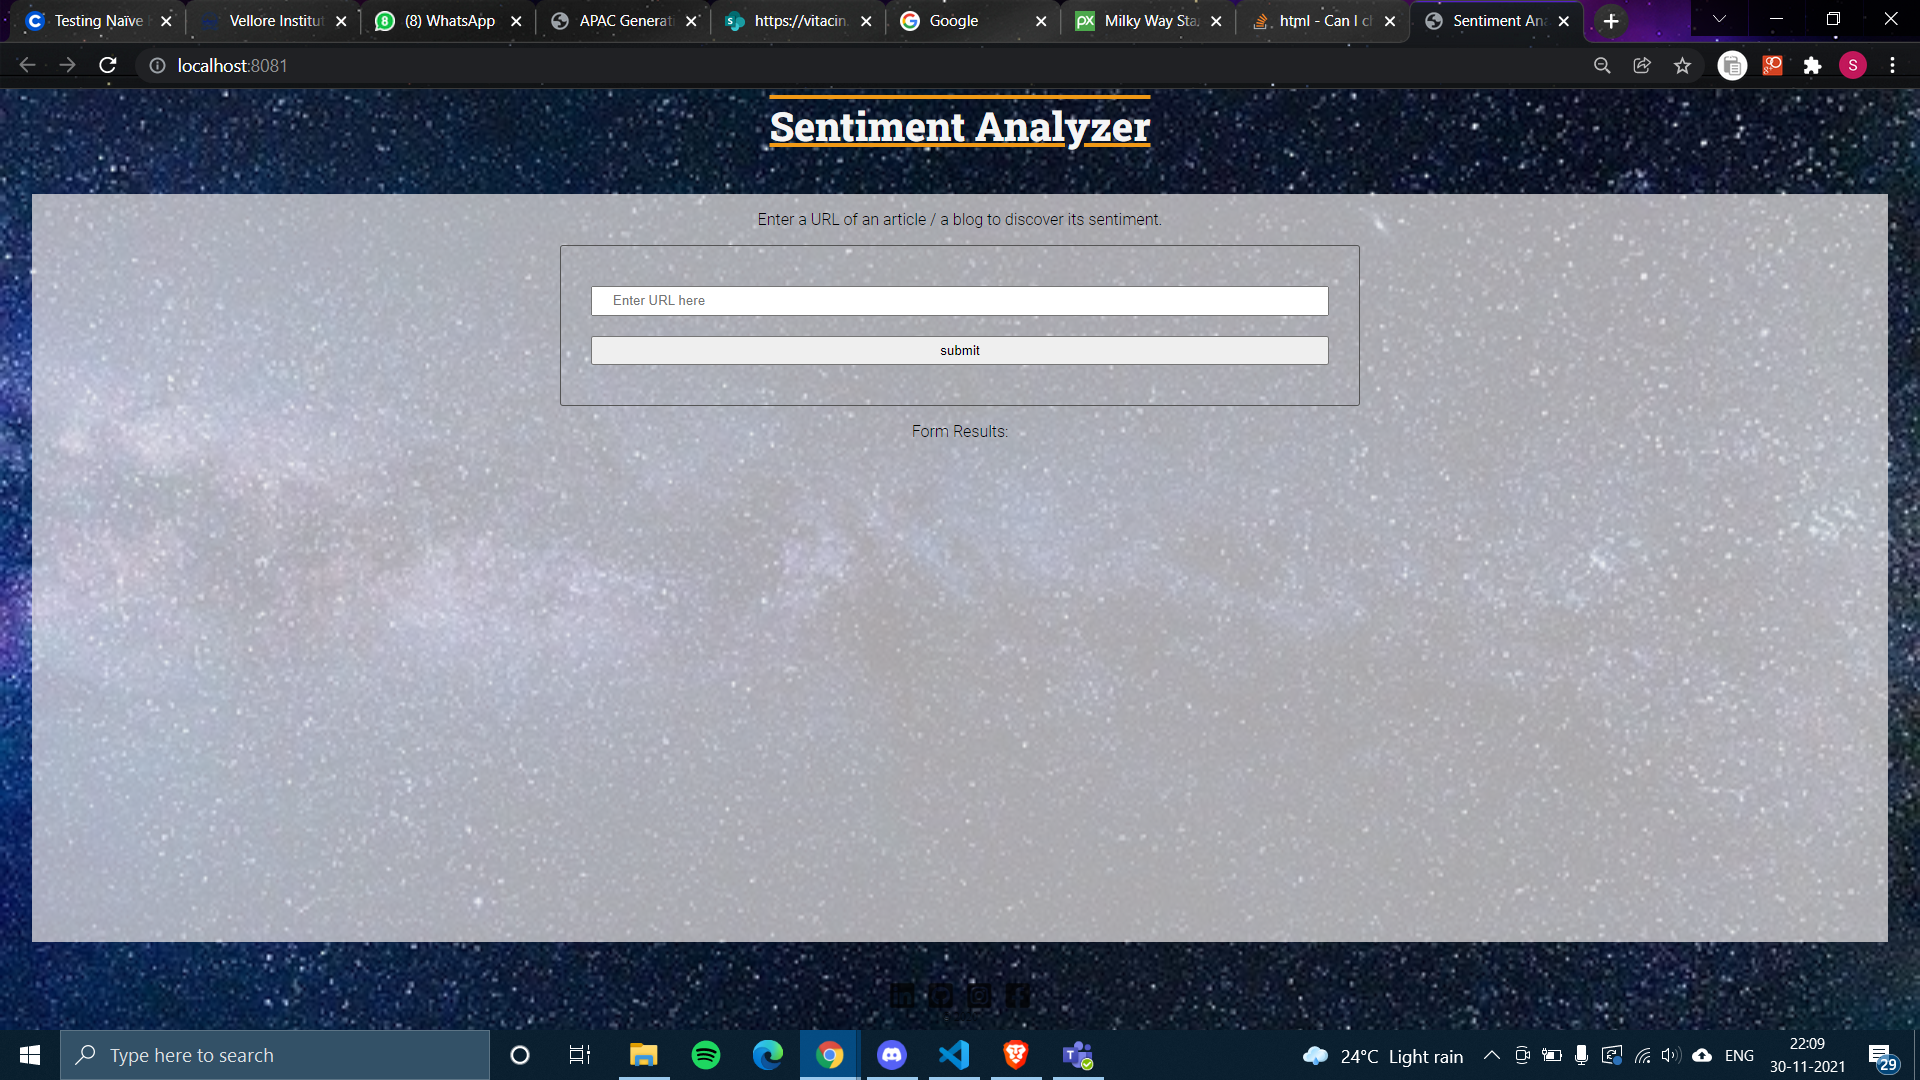 Testing Naïve
Vellore Institut
(8) WhatsApp
APAC Generati
https://vitacin.
Google
Milky Way Sta
html - Can I cl
Sentiment An
localhost:8081
S
Sentiment Analyzer
Enter a URL of an article / a blog to discover its sentiment.
Enter URL here
submit
Form Results:
Type here to search
24°C Light rain
ENG
22:09
30-11-2021
29